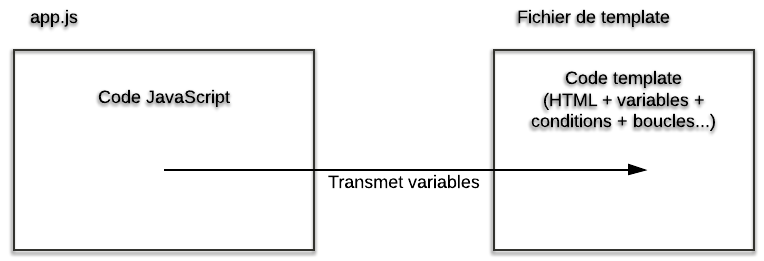 app.js
Fichier de template
Code JavaScript
Code template
(HTML + variables +
conditions + boucles...)
Transmet variables